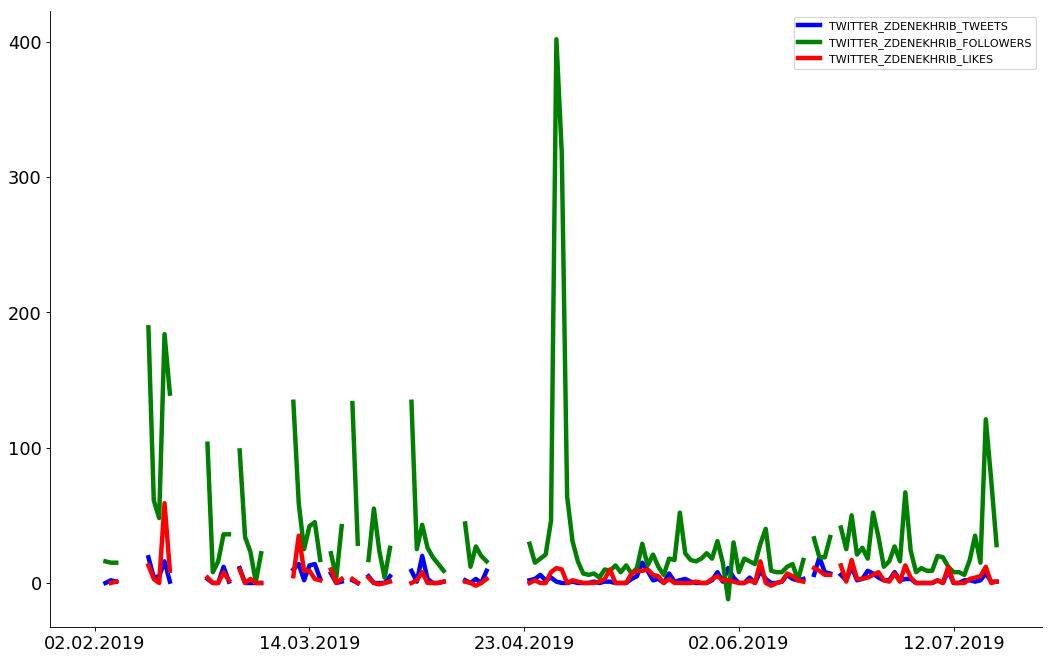 TWITTER_ZDENEKHRIB_TWEETS
TWITTER_ZDENEKHRIB_FOLLOWERS
TWITTER_ZDENEKHRIB_LIKES
400
300
200
100
0
02.02.2019 14.03.2019 23.04.2019 02.06.2019 12.07.2019